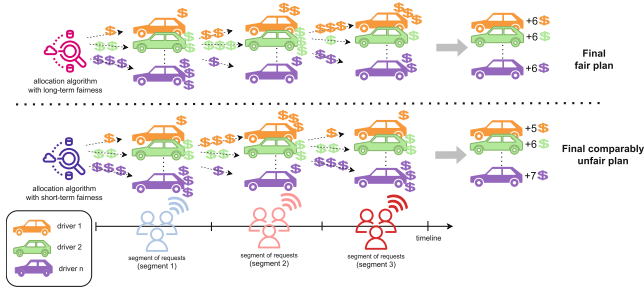 allocation algorithm
with long-term fairness
+6 $
+6 $
+6 $
Final
fair plan
allocation algorithm
with short-term fairness
+5 $
+6 $
+7 $
Final comparably
unfair plan
driver 1
driver 2
driver n
segment of requests
(segment 1)
segment of requests
(segment 2)
segment of requests
(segment 3)
timeline